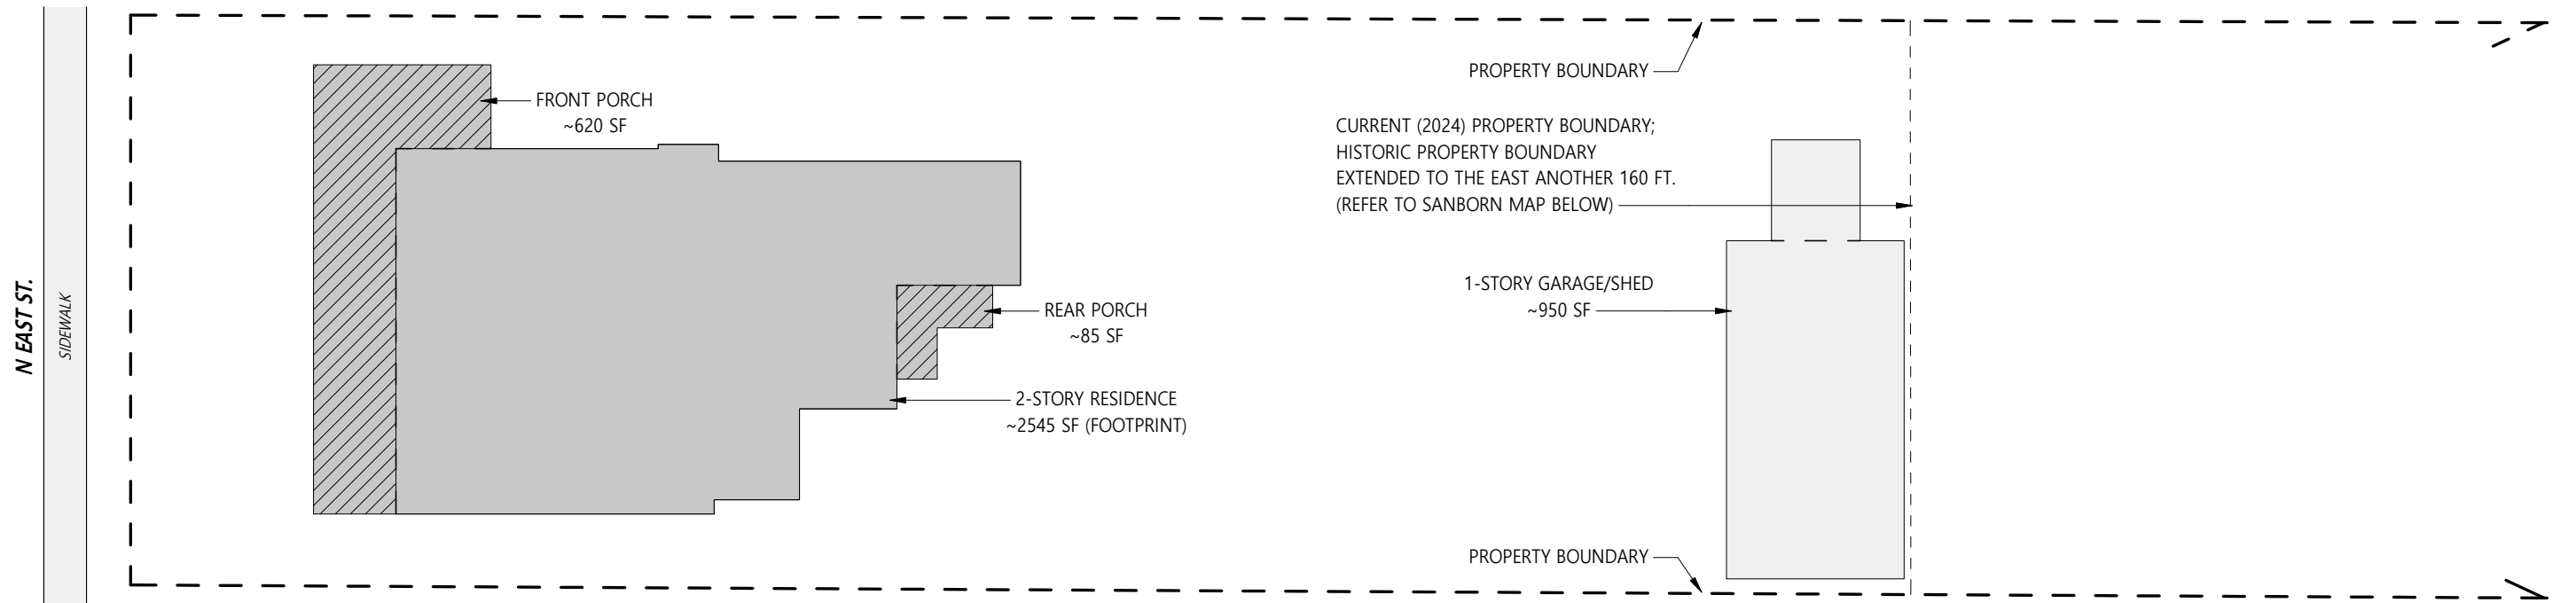 N EAST ST.
SIDEWALK
FRONT PORCH
~620 SF
REAR PORCH
~85 SF
2-STORY RESIDENCE
~2545 SF (FOOTPRINT)
PROPERTY BOUNDARY
CURRENT (2024) PROPERTY BOUNDARY;
HISTORIC PROPERTY BOUNDARY
EXTENDED TO THE EAST ANOTHER 160 FT.
(REFER TO SANBORN MAP BELOW)
1-STORY GARAGE/SHED
~950 SF
PROPERTY BOUNDARY